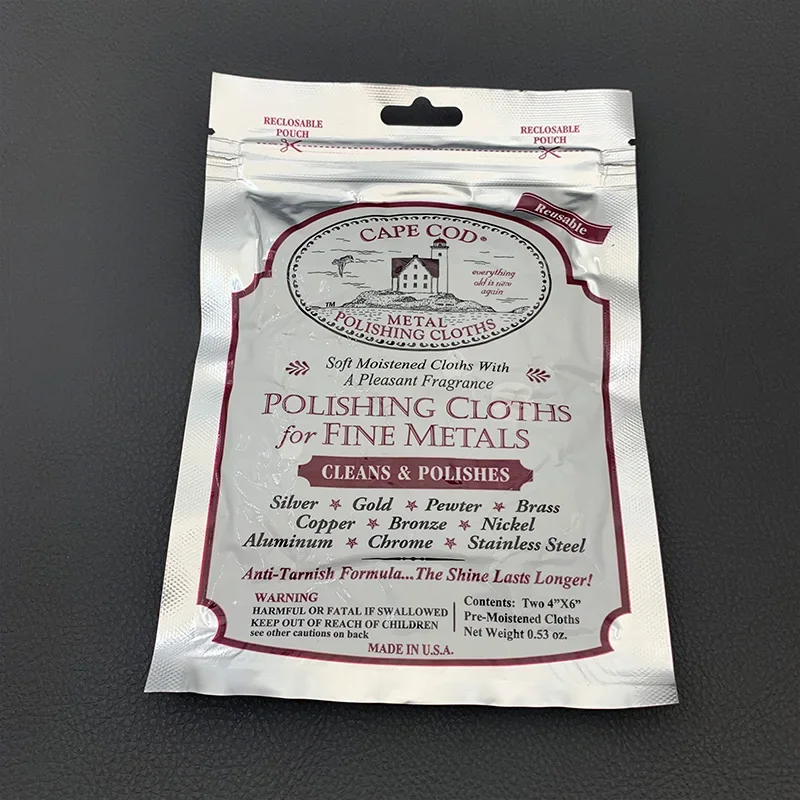 RECLOSABLE
POUCH
RECLOSABLE
POUCH
Reusable
CAPE COD®
everything
old is new
again
™
METAL
POLISHING CLOTHS
Soft Moistened Cloths With
A Pleasant Fragrance
POLISHING CLOTHS
for FINE METALS
CLEANS & POLISHES
Silver ★ Gold ★ Pewter ★ Brass
Copper ★ Bronze ★ Nickel
Aluminum ★ Chrome ★ Stainless Steel
Anti-Tarnish Formula...The Shine Lasts Longer!
WARNING
HARMFUL OR FATAL IF SWALLOWED
KEEP OUT OF REACH OF CHILDREN
see other cautions on back
Contents: Two 4"X6"
Pre-Moistened Cloths
Net Weight 0.53 oz.
MADE IN U.S.A.